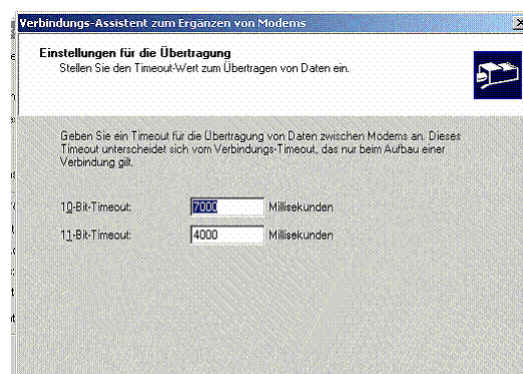 Verbindungs-Assistent zum Ergänzen von Modems
Einstellungen für die Übertragung
Stellen Sie den Timeout-Wert zum Übertragen von Daten ein.
Geben Sie ein Timeout für die Übertragung von Daten zwischen Modems an. Dieses
Timeout unterscheidet sich vom Verbindungs-Timeout, das nur beim Aufbau einer
Verbindung gilt.
10-Bit-Timeout: 7000 Millisekunden
11-Bit-Timeout: 4000 Millisekunden